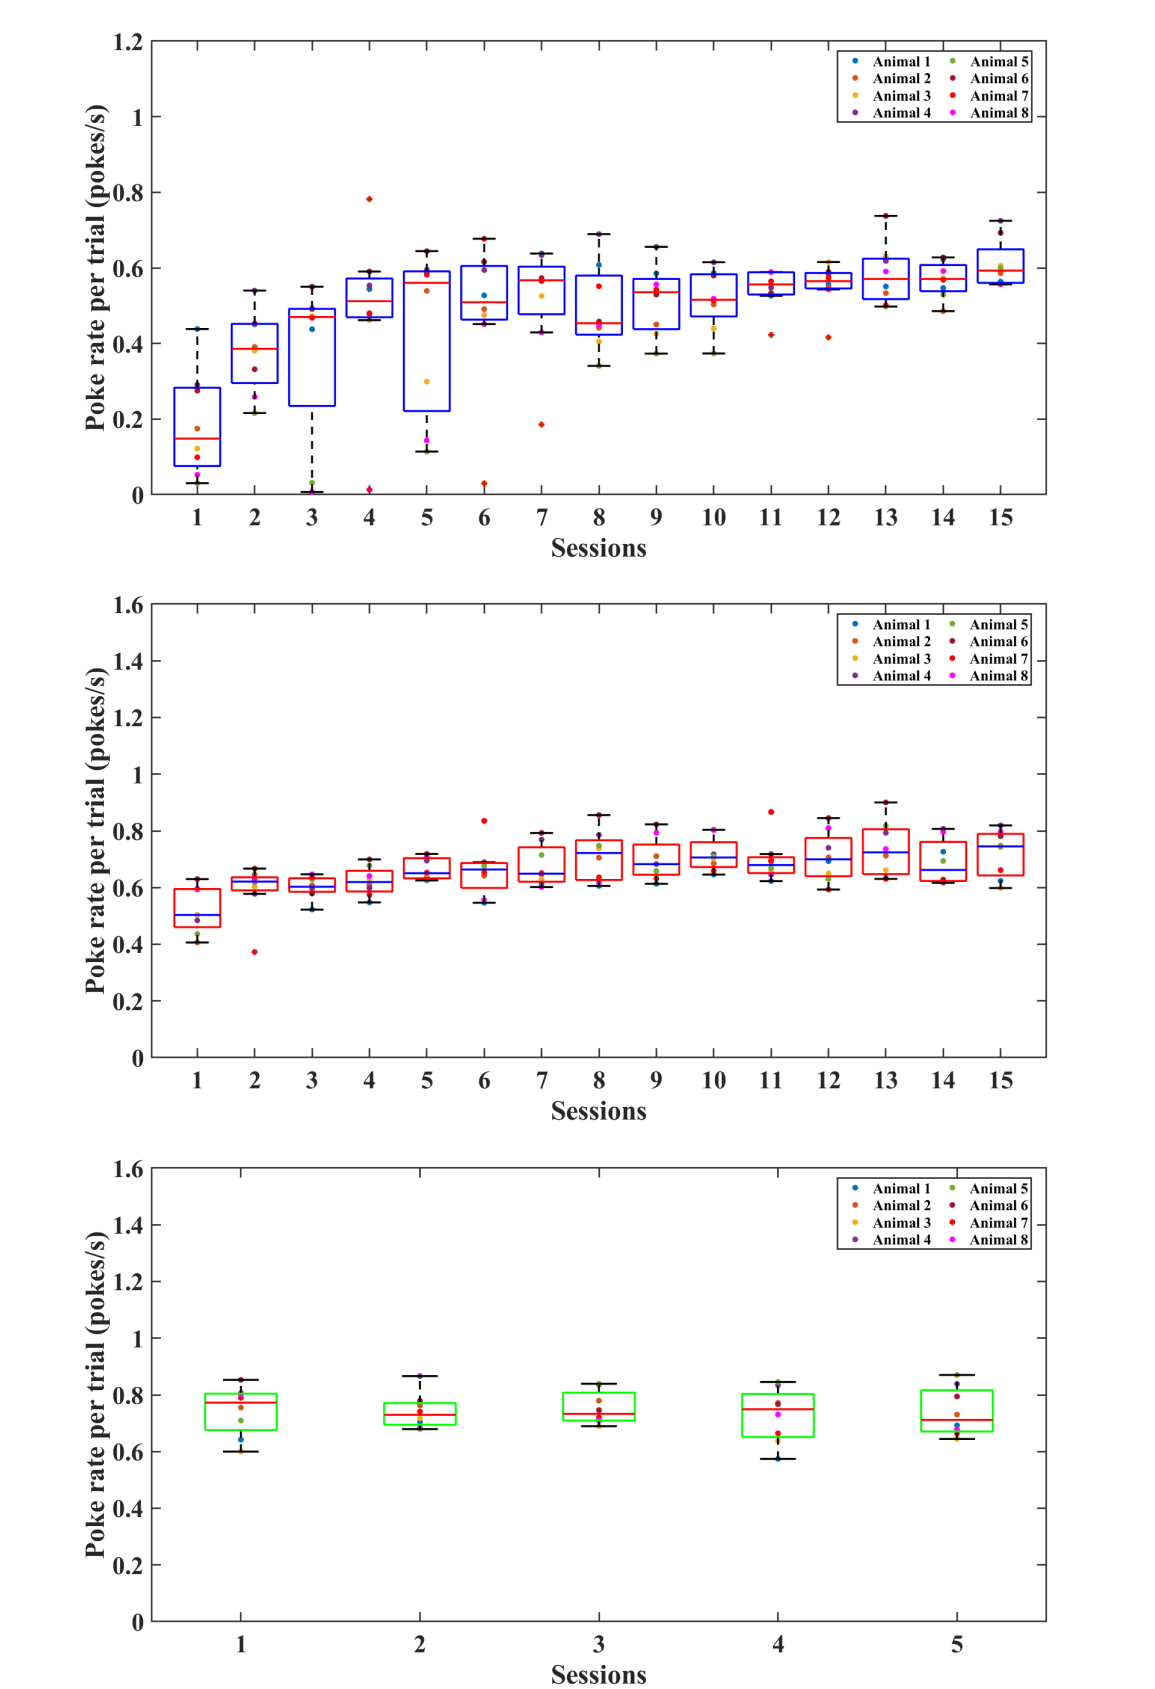 1.2
1
0.8
0.6
0.4
0.2
0
Poke rate per trial (pokes/s)
Animal 1 Animal 5
Animal 2 Animal 6
Animal 3 Animal 7
Animal 4 Animal 8
1 2 3 4 5 6 7 8 9 10 11 12 13 14 15
Sessions
1.6
1.4
1.2
1
0.8
0.6
0.4
0.2
0
Poke rate per trial (pokes/s)
Animal 1 Animal 5
Animal 2 Animal 6
Animal 3 Animal 7
Animal 4 Animal 8
1 2 3 4 5 6 7 8 9 10 11 12 13 14 15
Sessions
1.6
1.4
1.2
1
0.8
0.6
0.4
0.2
0
Poke rate per trial (pokes/s)
Animal 1 Animal 5
Animal 2 Animal 6
Animal 3 Animal 7
Animal 4 Animal 8
1 2 3 4 5
Sessions